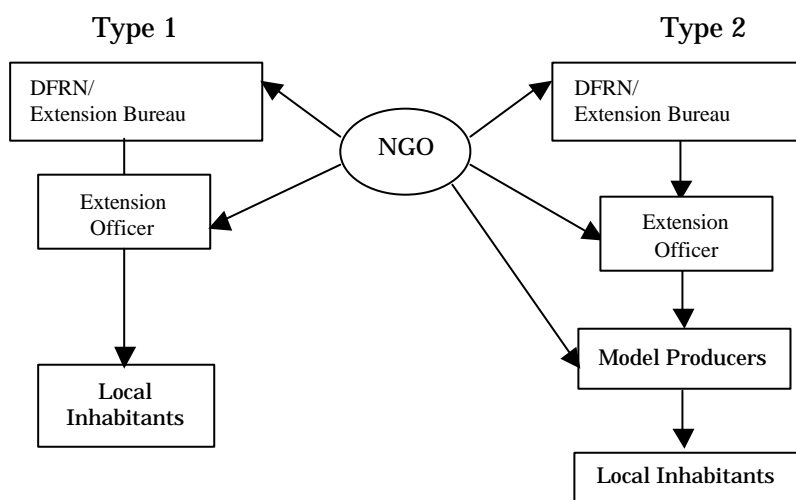 Type 1
Type 2
DFRN/
Extension Bureau
NGO
DFRN/
Extension Bureau
Extension
Officer
Extension
Officer
Model Producers
Local
Inhabitants
Local Inhabitants